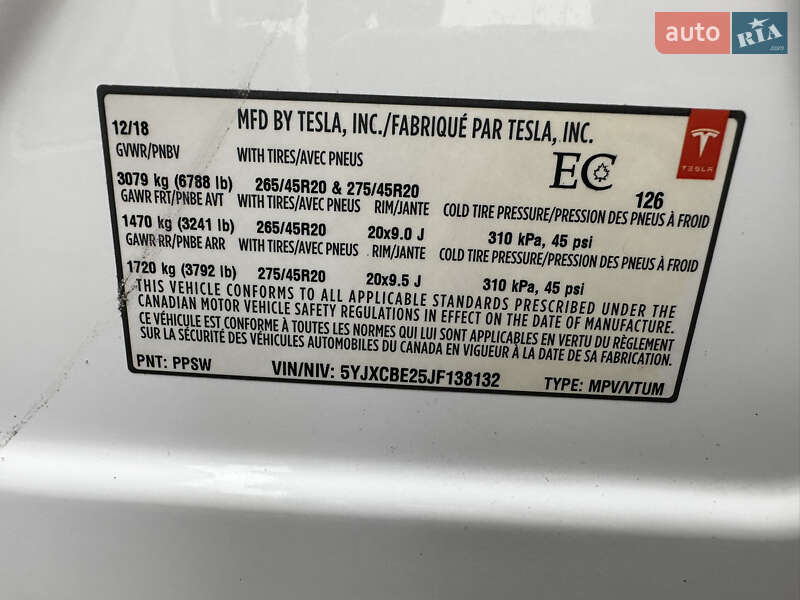 auto RIA.com
12/18 MFD BY TESLA, INC./FABRIQUÉ PAR TESLA, INC.
GVWR/PNBV WITH TIRES/AVEC PNEUS EC TESLA
3079 kg (6788 lb) 265/45R20 & 275/45R20 126
GAWR FRT/PNBE AVT WITH TIRES/AVEC PNEUS RIM/JANTE COLD TIRE PRESSURE/PRESSION DES PNEUS À FROID
1470 kg (3241 lb) 265/45R20 20x9.0 J 310 kPa, 45 psi
GAWR RR/PNBE ARR WITH TIRES/AVEC PNEUS RIM/JANTE COLD TIRE PRESSURE/PRESSION DES PNEUS À FROID
1720 kg (3792 lb) 275/45R20 20x9.5 J 310 kPa, 45 psi
THIS VEHICLE CONFORMS TO ALL APPLICABLE STANDARDS PRESCRIBED UNDER THE
CANADIAN MOTOR VEHICLE SAFETY REGULATIONS IN EFFECT ON THE DATE OF MANUFACTURE.
CE VÉHICULE EST CONFORME À TOUTES LES NORMES QUI LUI SONT APPLICABLES EN VERTU DU RÈGLEMENT
SUR LA SÉCURITÉ DES VÉHICULES AUTOMOBILES DU CANADA EN VIGUEUR À LA DATE DE SA FABRICATION.
PNT: PPSW VIN/NIV: 5YJXCBE25JF138132 TYPE: MPV/VTUM